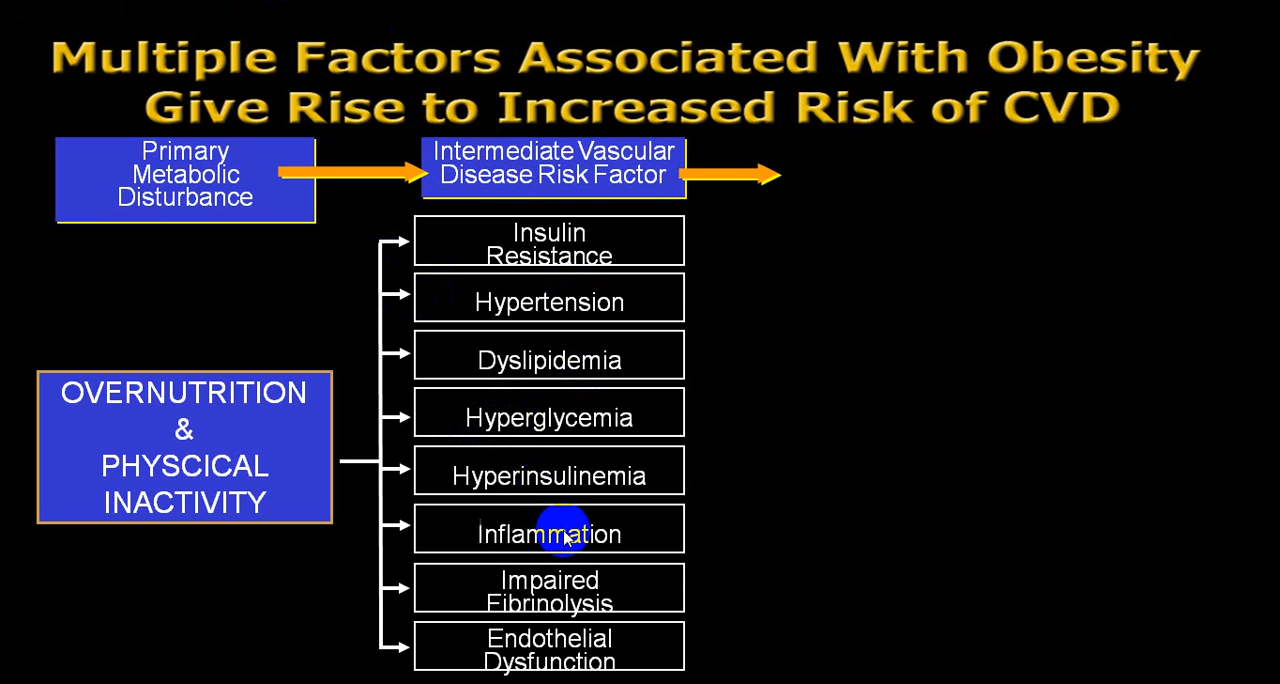 Multiple Factors Associated With Obesity
Give Rise to Increased Risk of CVD
Primary
Metabolic
Disturbance
Intermediate Vascular
Disease Risk Factor
Insulin
Resistance
Hypertension
Dyslipidemia
Hyperglycemia
Hyperinsulinemia
Inflammation
Impaired
Fibrinolysis
Endothelial
Dysfunction
OVERNUTRITION
&
PHYSCICAL
INACTIVITY